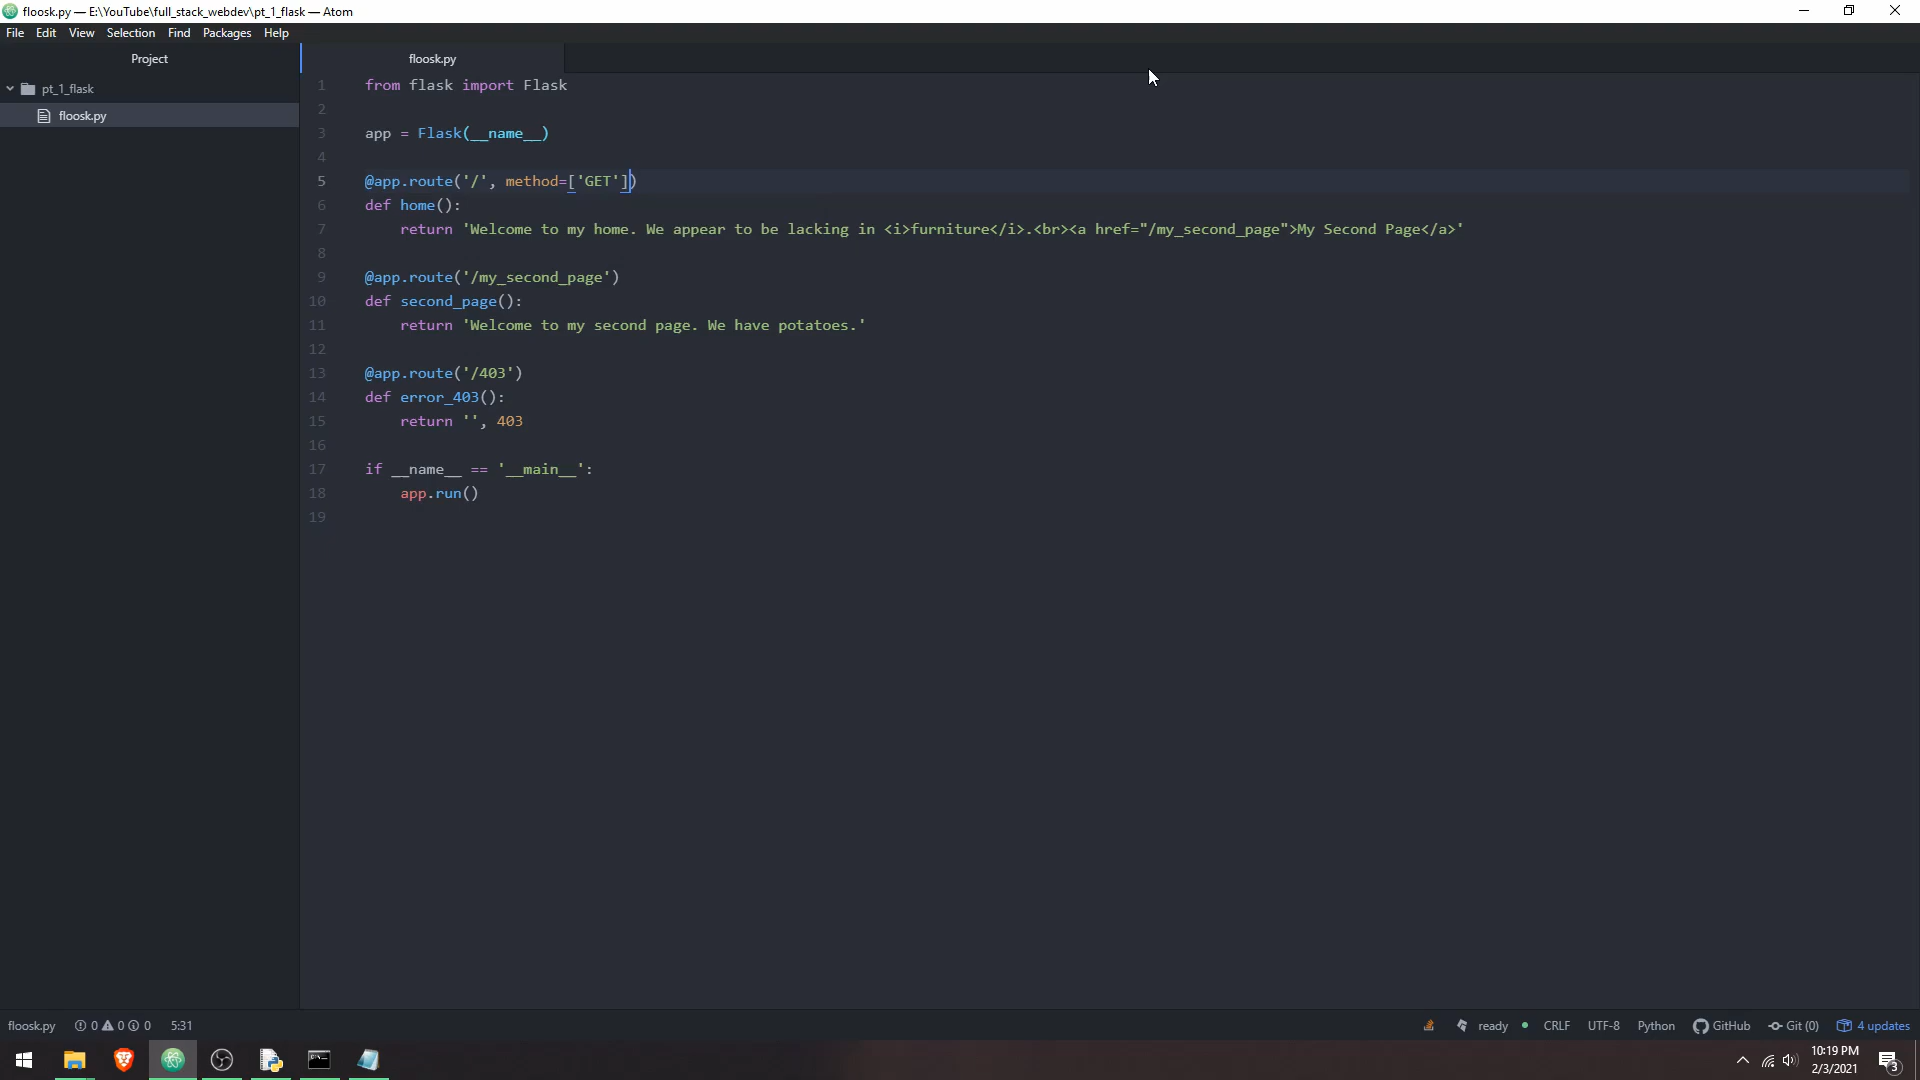 floosk.py — E:\YouTube\full_stack_webdev\pt_1_flask — Atom
File Edit View Selection Find Packages Help
Project
floosk.py
pt_1_flask
floosk.py
1 from flask import Flask
2
3 app = Flask(__name__)
4
5 @app.route('/', method=['GET'])
6 def home():
7     return 'Welcome to my home. We appear to be lacking in <i>furniture</i>.<br><a href="/my_second_page">My Second Page</a>'
8
9 @app.route('/my_second_page')
10 def second_page():
11     return 'Welcome to my second page. We have potatoes.'
12
13 @app.route('/403')
14 def error_403():
15     return '', 403
16
17 if __name__ == '__main__':
18     app.run()
19
floosk.py 0 0 0 5:31 ready CRLF UTF-8 Python GitHub Git (0) 4 updates
10:19 PM
2/3/2021
3